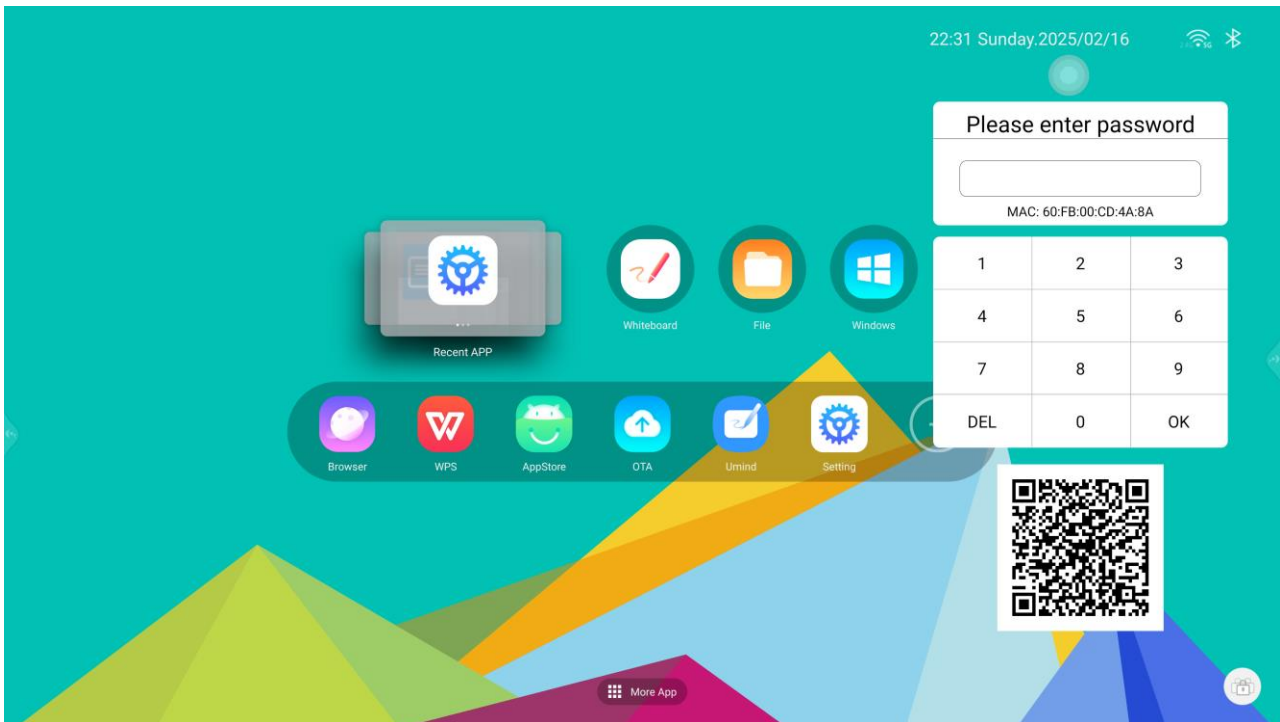 22:31 Sunday.2025/02/16
5G
Please enter password
MAC: 60:FB:00:CD:4A:8A
1 2 3
4 5 6
7 8 9
DEL 0 OK
Recent APP
Whiteboard File Windows
Browser WPS AppStore OTA Umind Setting
More App